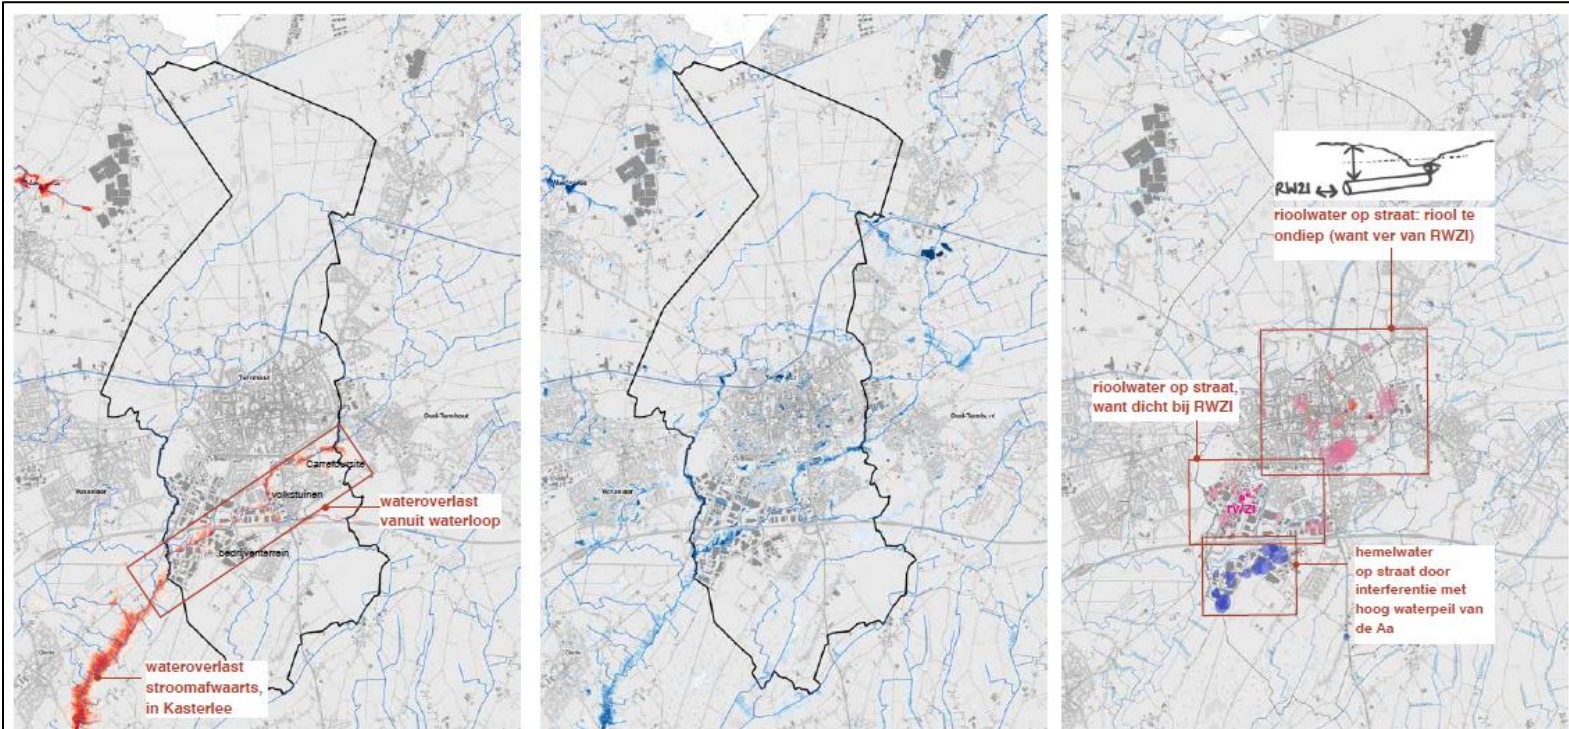 Turnhout
Oud-Turnhout
Carrefoursite
volkstuinen
Vosselaar
wateroverlast
vanuit waterloop
bedrijventerrein
wateroverlast
stroomafwaarts,
in Kasterlee
Oud-Turnhout
Vosselaar
RWZI
rioolwater op straat: riool te
ondiep (want ver van RWZI)
rioolwater op straat,
want dicht bij RWZI
rWZI
hemelwater
op straat door
interferentie met
hoog waterpeil van
de Aa